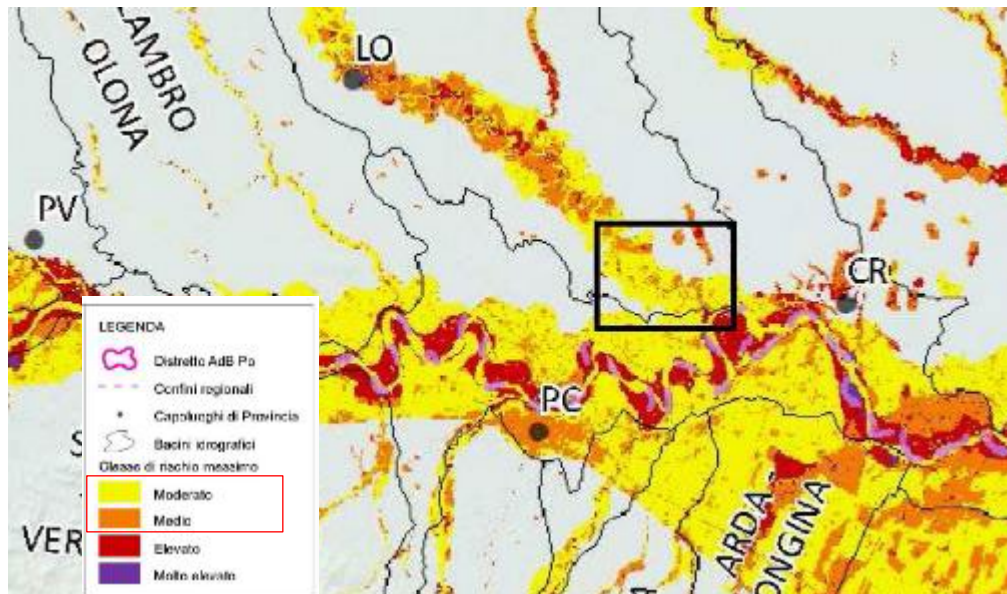 LAMBRO
OLONA
LO
PV
CR
PC
ARDA
ONGINA
S
VER
A
LEGENDA
Distretto AdB Po
Confini regionali
Capoluoghi di Provincia
Bacini idrografici
Classe di rischio massimo
Moderato
Medio
Elevato
Molto elevato